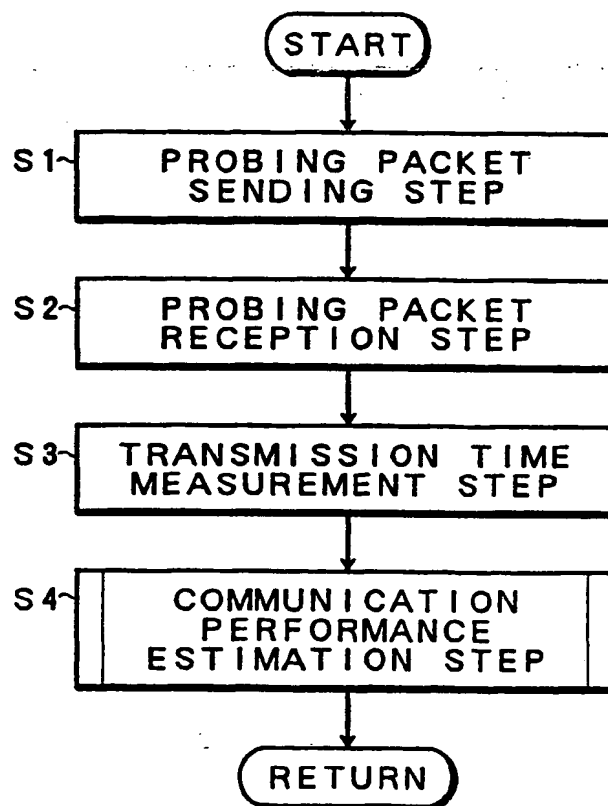 START
S1~ PROBING PACKET
SENDING STEP
S2~ PROBING PACKET
RECEPTION STEP
S3~ TRANSMISSION TIME
MEASUREMENT STEP
S4~ COMMUNICATION
PERFORMANCE
ESTIMATION STEP
RETURN